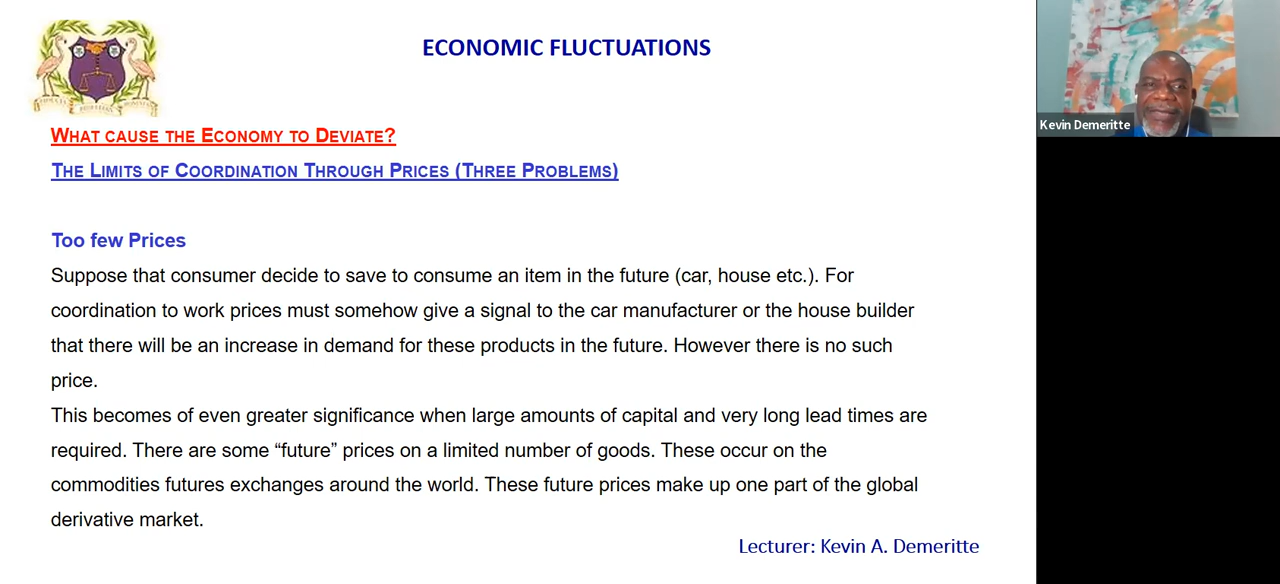 ECONOMIC FLUCTUATIONS
WHAT CAUSE THE ECONOMY TO DEVIATE?
THE LIMITS OF COORDINATION THROUGH PRICES (THREE PROBLEMS)
Too few Prices
Suppose that consumer decide to save to consume an item in the future (car, house etc.). For
coordination to work prices must somehow give a signal to the car manufacturer or the house builder
that there will be an increase in demand for these products in the future. However there is no such
price.
This becomes of even greater significance when large amounts of capital and very long lead times are
required. There are some “future” prices on a limited number of goods. These occur on the
commodities futures exchanges around the world. These future prices make up one part of the global
derivative market.
Lecturer: Kevin A. Demeritte
Kevin Demeritte